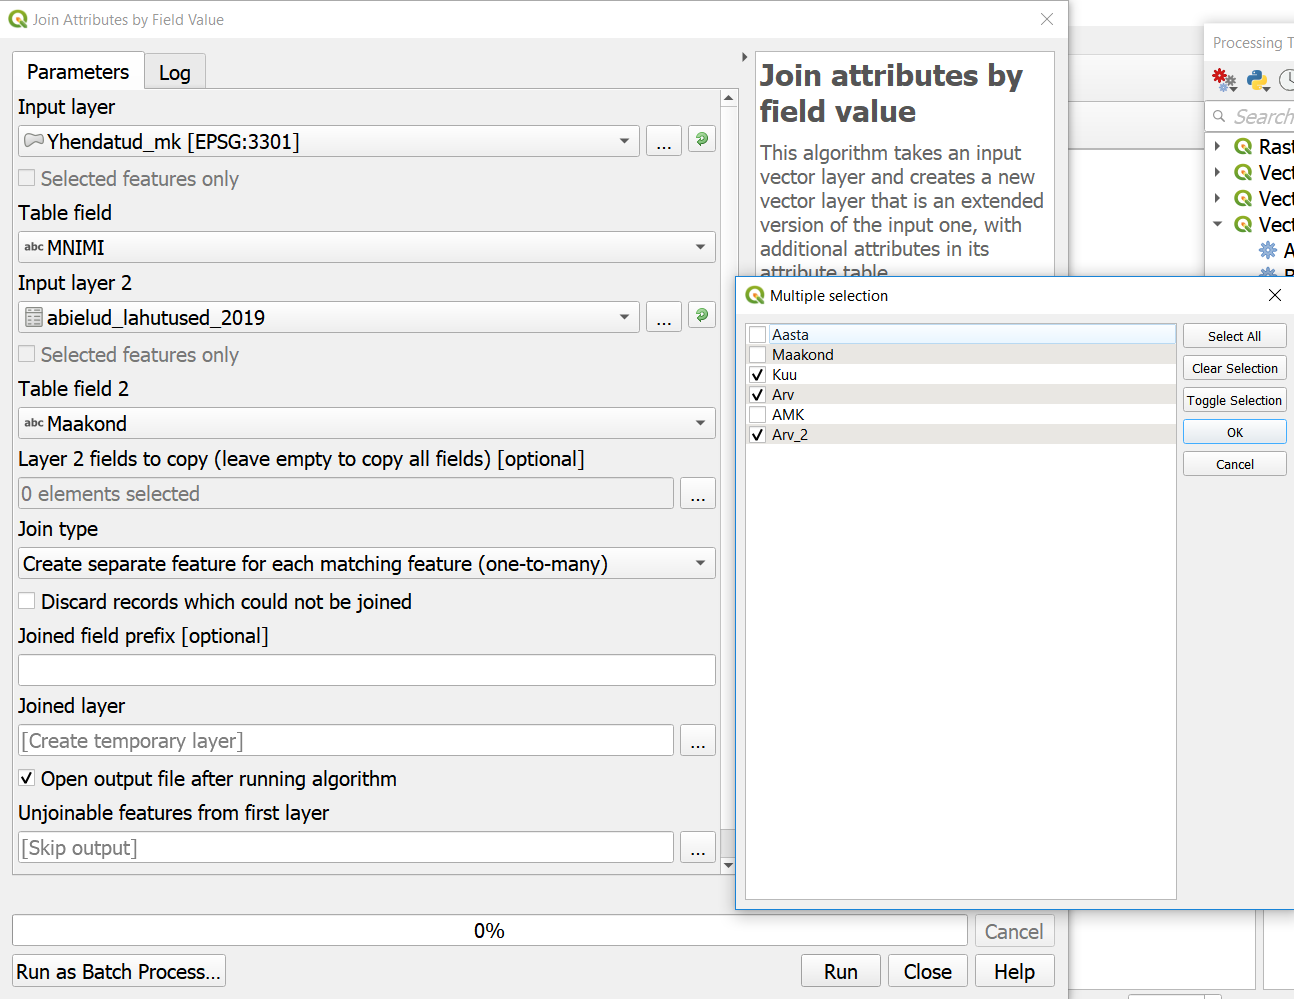 Join Attributes by Field Value
Parameters
Log
Input layer
Yhendatud_mk [EPSG:3301]
...
Selected features only
Table field
abc MNIMI
Input layer 2
abielud_lahutused_2019
...
Selected features only
Table field 2
abc Maakond
Layer 2 fields to copy (leave empty to copy all fields) [optional]
0 elements selected
...
Join type
Create separate feature for each matching feature (one-to-many)
Discard records which could not be joined
Joined field prefix [optional]
Joined layer
[Create temporary layer]
...
Open output file after running algorithm
Unjoinable features from first layer
[Skip output]
...
0%
Cancel
Run as Batch Process...
Run
Close
Help
Join attributes by
field value
This algorithm takes an input
vector layer and creates a new
vector layer that is an extended
version of the input one, with
additional attributes in its
attribute table
Multiple selection
Aasta
Maakond
Kuu
Arv
AMK
Arv_2
Select All
Clear Selection
Toggle Selection
OK
Cancel
Processing T
Search
Rast
Vect
Vect
Vect
A